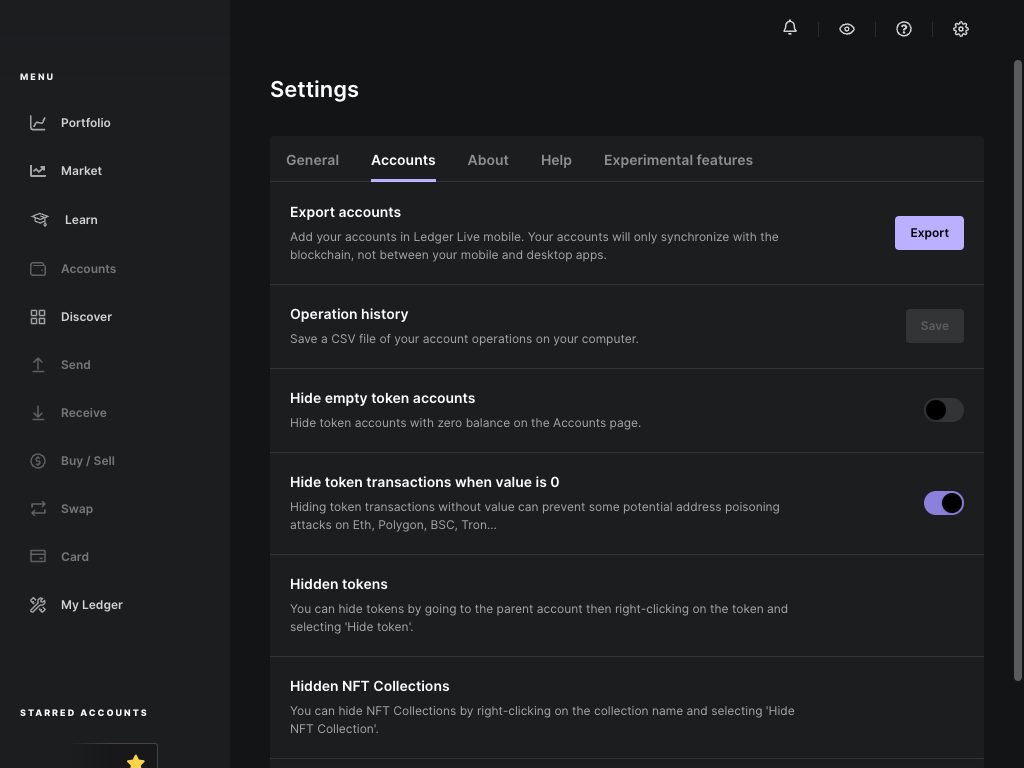 MENU
Portfolio
Market
Learn
Accounts
Discover
Send
Receive
Buy / Sell
Swap
Card
My Ledger
STARRED ACCOUNTS
Settings
General Accounts About Help Experimental features
Export accounts
Add your accounts in Ledger Live mobile. Your accounts will only synchronize with the
blockchain, not between your mobile and desktop apps.
Export
Operation history
Save a CSV file of your account operations on your computer.
Save
Hide empty token accounts
Hide token accounts with zero balance on the Accounts page.
Hide token transactions when value is 0
Hiding token transactions without value can prevent some potential address poisoning
attacks on Eth, Polygon, BSC, Tron...
Hidden tokens
You can hide tokens by going to the parent account then right-clicking on the token and
selecting 'Hide token'.
Hidden NFT Collections
You can hide NFT Collections by right-clicking on the collection name and selecting 'Hide
NFT Collection'.